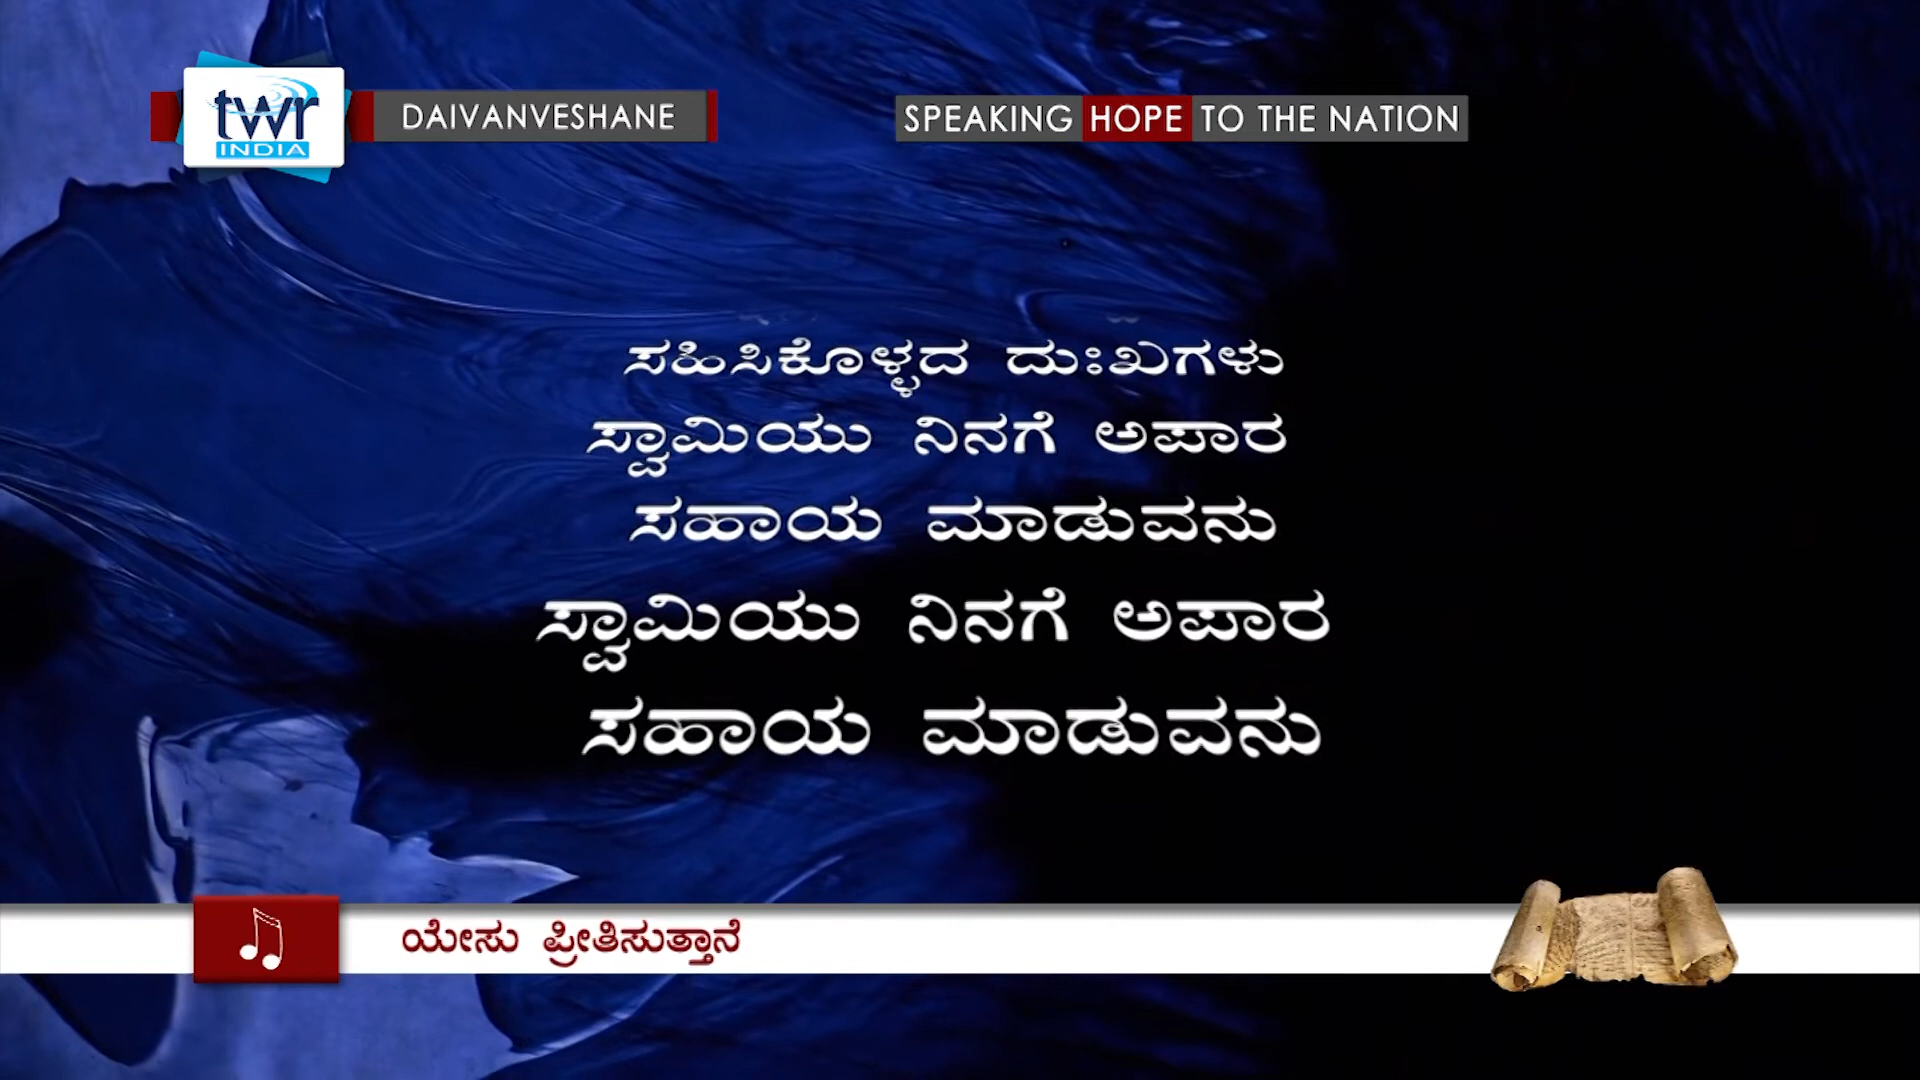 twr
INDIA
DAIVANVESHANE
SPEAKING HOPE TO THE NATION
ಸಹಿಸಿಕೊಳ್ಳದ ದುಃಖಗಳು
ಸ್ವಾಮಿಯು ನಿನಗೆ ಅಪಾರ
ಸಹಾಯ ಮಾಡುವನು
ಸ್ವಾಮಿಯು ನಿನಗೆ ಅಪಾರ
ಸಹಾಯ ಮಾಡುವನು
ಯೇಸು ಪ್ರೀತಿಸುತ್ತಾನೆ